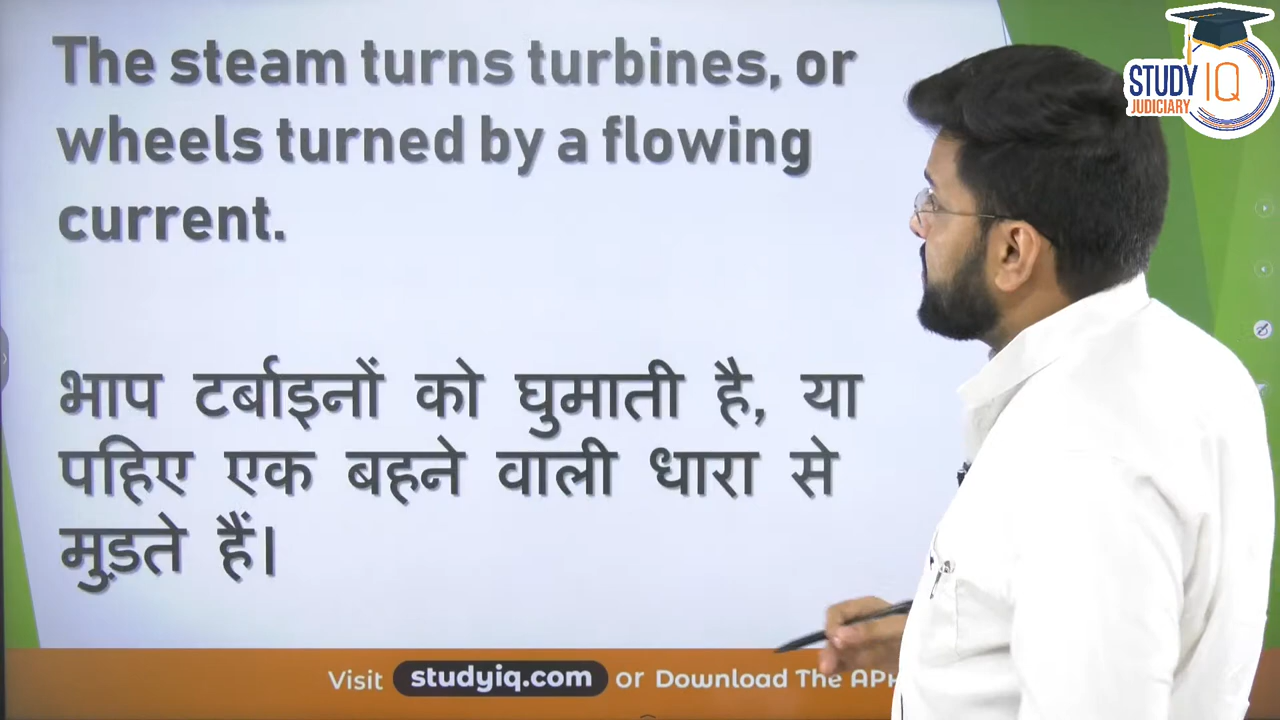 The steam turns turbines, or
wheels turned by a flowing
current.
भाप टर्बाइनों को घुमाती है, या
पहिए एक बहने वाली धारा से
मुड़ते हैं।
STUDY IQ
JUDICIARY
Visit studyiq.com or Download The